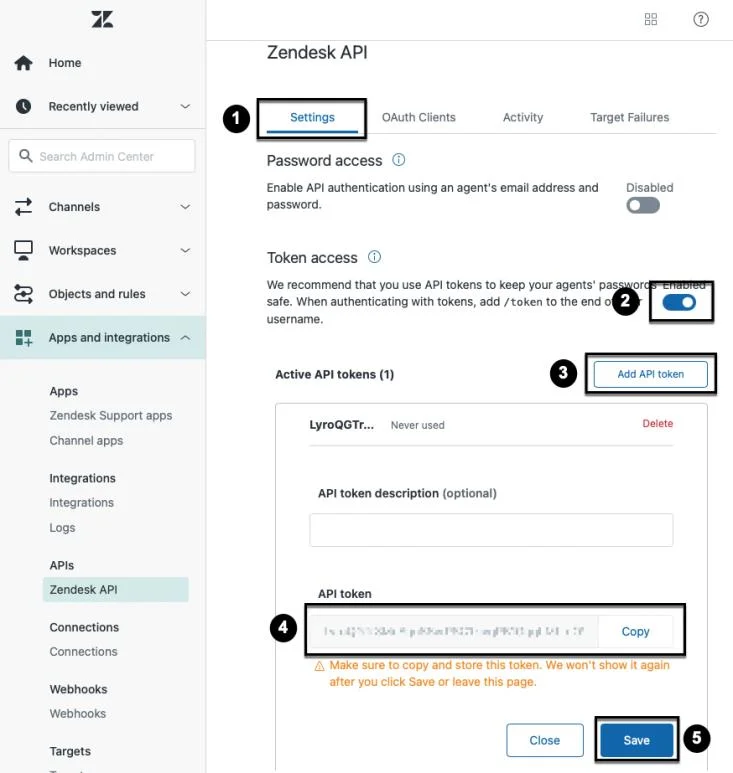 Home
Recently viewed
Search Admin Center
Channels
Workspaces
Objects and rules
Apps and integrations
Apps
Zendesk Support apps
Channel apps
Integrations
Integrations
Logs
APIs
Zendesk API
Connections
Connections
Webhooks
Webhooks
Targets
Zendesk API
1
Settings
OAuth Clients
Activity
Target Failures
Password access
Enable API authentication using an agent's email address and
password.
Disabled
Token access
We recommend that you use API tokens to keep your agents' passwords
safe. When authenticating with tokens, add /token to the end of
username.
Enabled
2
Active API tokens (1)
3
Add API token
LyroQGTr...
Never used
Delete
API token description (optional)
API token
4
Copy
Make sure to copy and store this token. We won't show it again
after you click Save or leave this page.
Close
Save
5